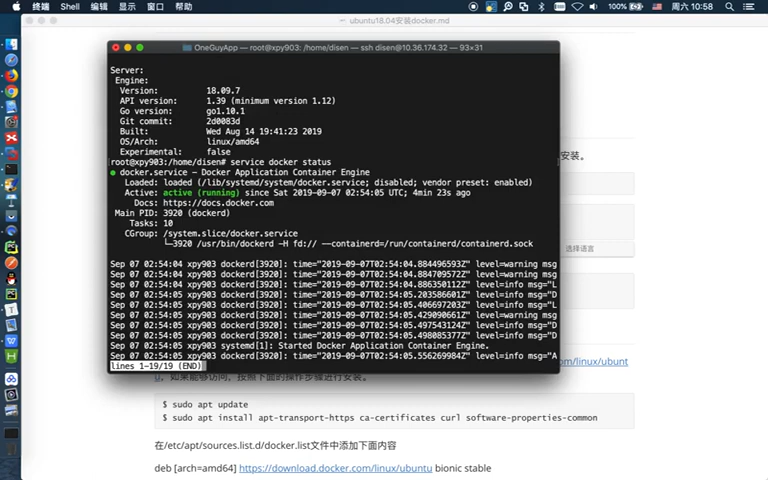 终端 Shell 编辑 显示 窗口 帮助
100% 周六 10:58
ubuntu18.04安装docker.md
OneGuyApp — root@xpy903: /home/disen — ssh disen@10.36.174.32 — 93×31
Server:
Engine:
Version: 18.09.7
API version: 1.39 (minimum version 1.12)
Go version: go1.10.1
Git commit: 2d0083d
Built: Wed Aug 14 19:41:23 2019
OS/Arch: linux/amd64
Experimental: false
root@xpy903:/home/disen# service docker status
● docker.service - Docker Application Container Engine
Loaded: loaded (/lib/systemd/system/docker.service; disabled; vendor preset: enabled)
Active: active (running) since Sat 2019-09-07 02:54:05 UTC; 4min 23s ago
Docs: https://docs.docker.com
Main PID: 3920 (dockerd)
Tasks: 10
CGroup: /system.slice/docker.service
└─3920 /usr/bin/dockerd -H fd:// --containerd=/run/containerd/containerd.sock
Sep 07 02:54:04 xpy903 dockerd[3920]: time="2019-09-07T02:54:04.884496593Z" level=warning msg
Sep 07 02:54:04 xpy903 dockerd[3920]: time="2019-09-07T02:54:04.884709572Z" level=warning msg
Sep 07 02:54:04 xpy903 dockerd[3920]: time="2019-09-07T02:54:04.886350112Z" level=info msg="L
Sep 07 02:54:05 xpy903 dockerd[3920]: time="2019-09-07T02:54:05.203586601Z" level=info msg="D
Sep 07 02:54:05 xpy903 dockerd[3920]: time="2019-09-07T02:54:05.406697203Z" level=info msg="L
Sep 07 02:54:05 xpy903 dockerd[3920]: time="2019-09-07T02:54:05.429090661Z" level=warning msg
Sep 07 02:54:05 xpy903 dockerd[3920]: time="2019-09-07T02:54:05.497543124Z" level=info msg="D
Sep 07 02:54:05 xpy903 dockerd[3920]: time="2019-09-07T02:54:05.498085377Z" level=info msg="D
Sep 07 02:54:05 xpy903 systemd[1]: Started Docker Application Container Engine.
Sep 07 02:54:05 xpy903 dockerd[3920]: time="2019-09-07T02:54:05.556269984Z" level=info msg="A
lines 1-19/19 (END)
安装。
选择语言
om/linux/ubunt
u，如果能够访问，按照下面的操作步骤进行安装。
$ sudo apt update
$ sudo apt install apt-transport-https ca-certificates curl software-properties-common
在/etc/apt/sources.list.d/docker.list文件中添加下面内容
deb [arch=amd64] https://download.docker.com/linux/ubuntu bionic stable